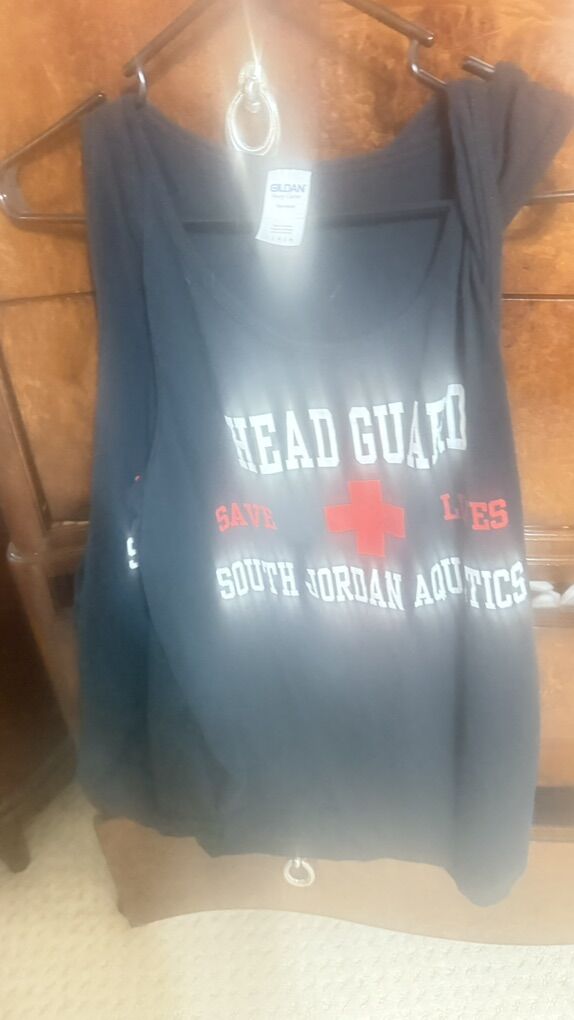 GILDAN
HEAD GUARD
SAVE LIVES
SOUTH JORDAN AQUATICS
S